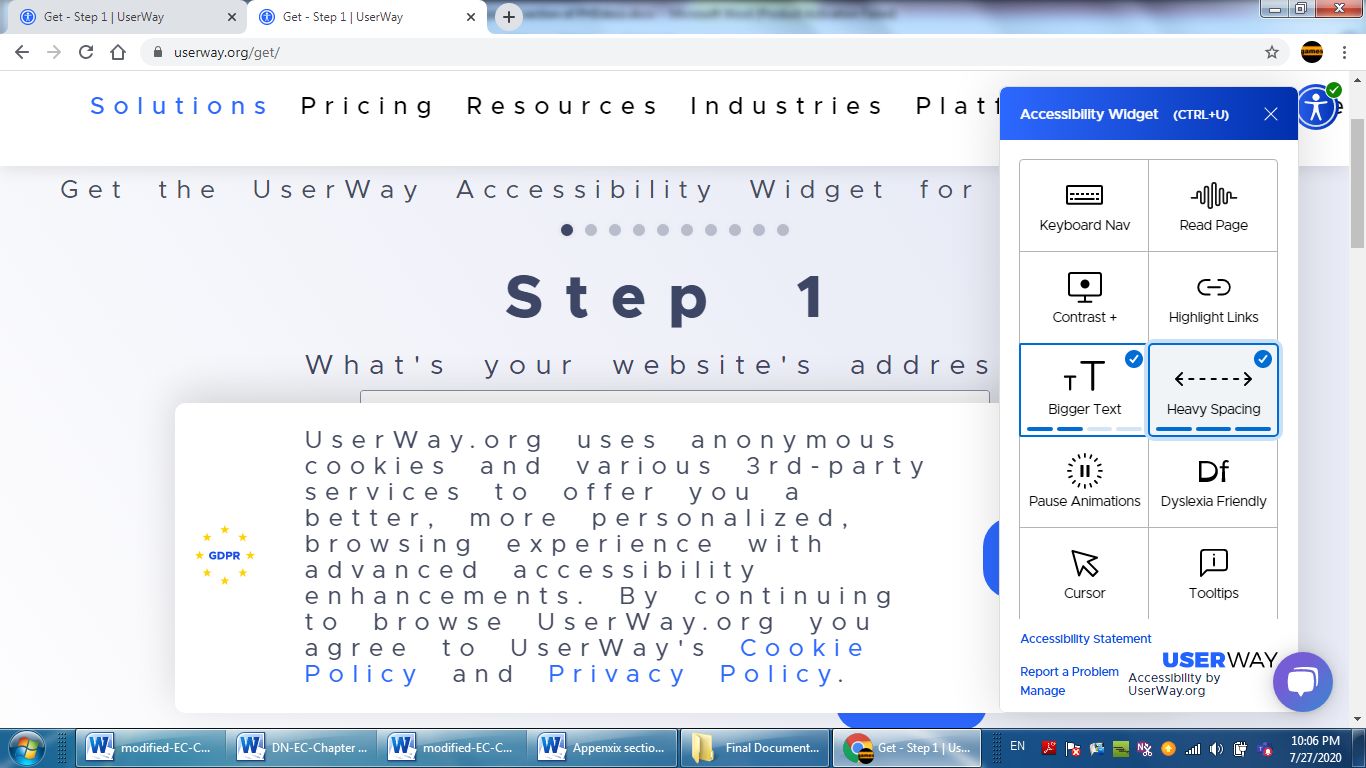 Get - Step 1 | UserWay
Get - Step 1 | UserWay
userway.org/get/
games
Solutions Pricing Resources Industries
Accessibility Widget (CTRL+U)
Get the UserWay Accessibility Widget for
Step 1
What's your website's addres
UserWay.org uses anonymous
cookies and various 3rd-party
services to offer you a
better, more personalized,
browsing experience with
advanced accessibility
enhancements. By continuing
to browse UserWay.org you
agree to UserWay's Cookie
Policy and Privacy Policy.
GDPR
Keyboard Nav
Read Page
Contrast +
Highlight Links
Bigger Text
Heavy Spacing
Pause Animations
Dyslexia Friendly
Cursor
Tooltips
Accessibility Statement
Report a Problem
Manage
USERWAY
Accessibility by
UserWay.org
modified-EC-C...
DN-EC-Chapter ...
modified-EC-C...
Appenxix sectio...
Final Document...
Get - Step 1 | Us...
EN
10:06 PM
7/27/2020